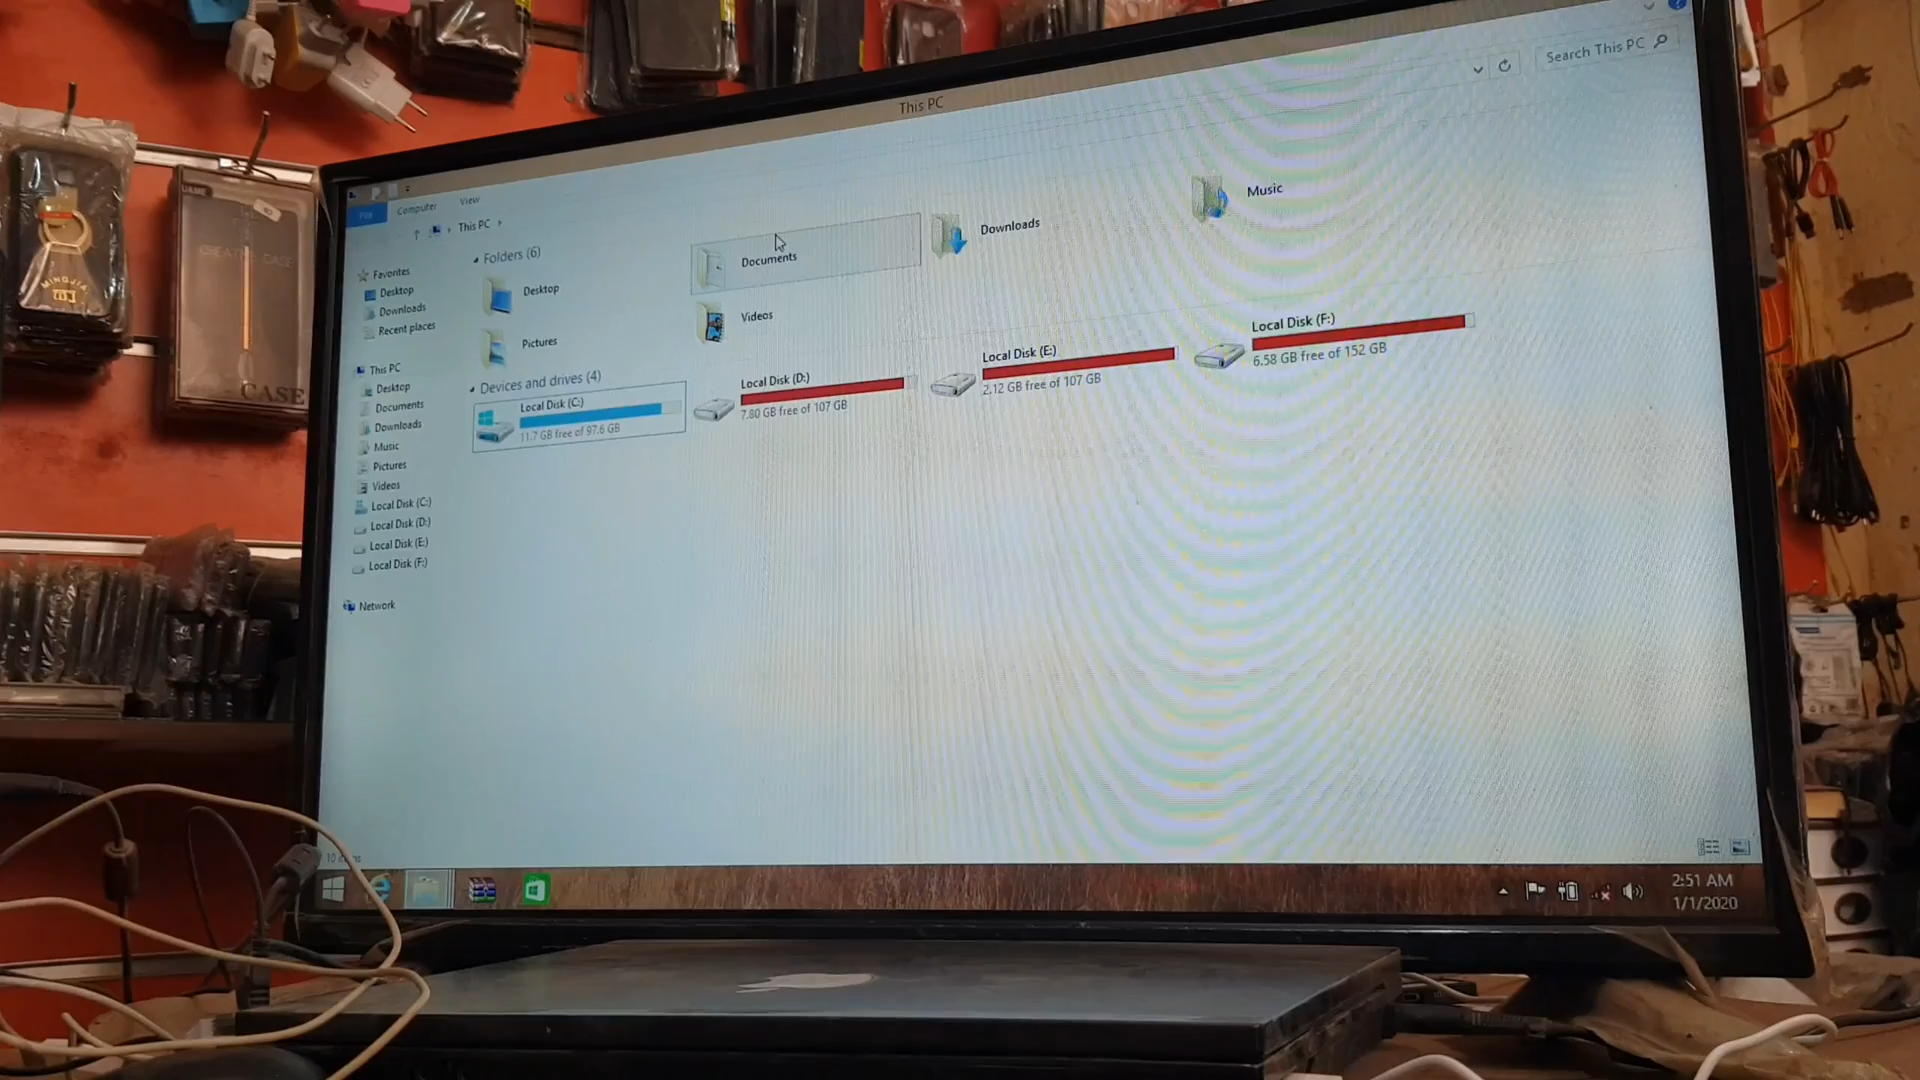 This PC
Search This PC
File
Computer
View
This PC
Favorites
Desktop
Downloads
Recent places
This PC
Desktop
Documents
Downloads
Music
Pictures
Videos
Local Disk (C:)
Local Disk (D:)
Local Disk (E:)
Local Disk (F:)
Network
Folders (6)
Desktop
Documents
Downloads
Music
Pictures
Videos
Devices and drives (4)
Local Disk (C:)
11.7 GB free of 97.6 GB
Local Disk (D:)
7.80 GB free of 107 GB
Local Disk (E:)
2.12 GB free of 107 GB
Local Disk (F:)
6.58 GB free of 152 GB
2:51 AM
1/1/2020
CREATIVE CASE
CASE